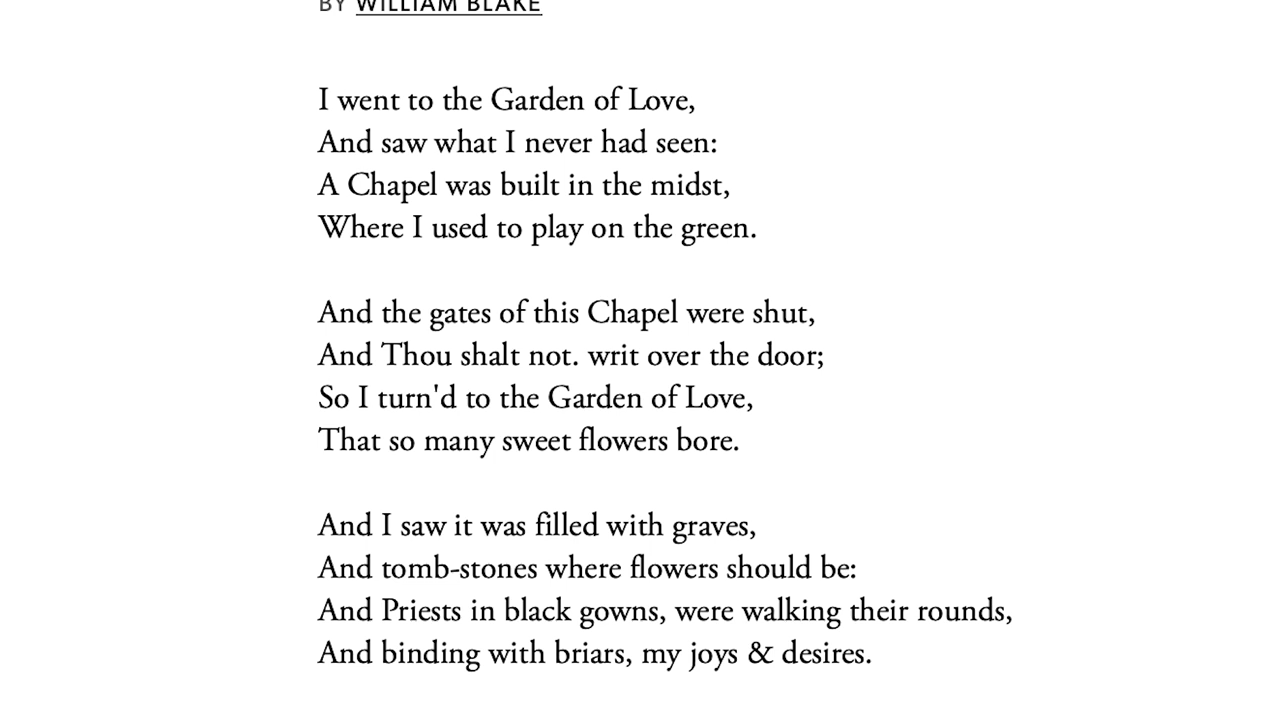 BY WILLIAM BLAKE
I went to the Garden of Love,
And saw what I never had seen:
A Chapel was built in the midst,
Where I used to play on the green.
And the gates of this Chapel were shut,
And Thou shalt not. writ over the door;
So I turn'd to the Garden of Love,
That so many sweet flowers bore.
And I saw it was filled with graves,
And tomb-stones where flowers should be:
And Priests in black gowns, were walking their rounds,
And binding with briars, my joys & desires.